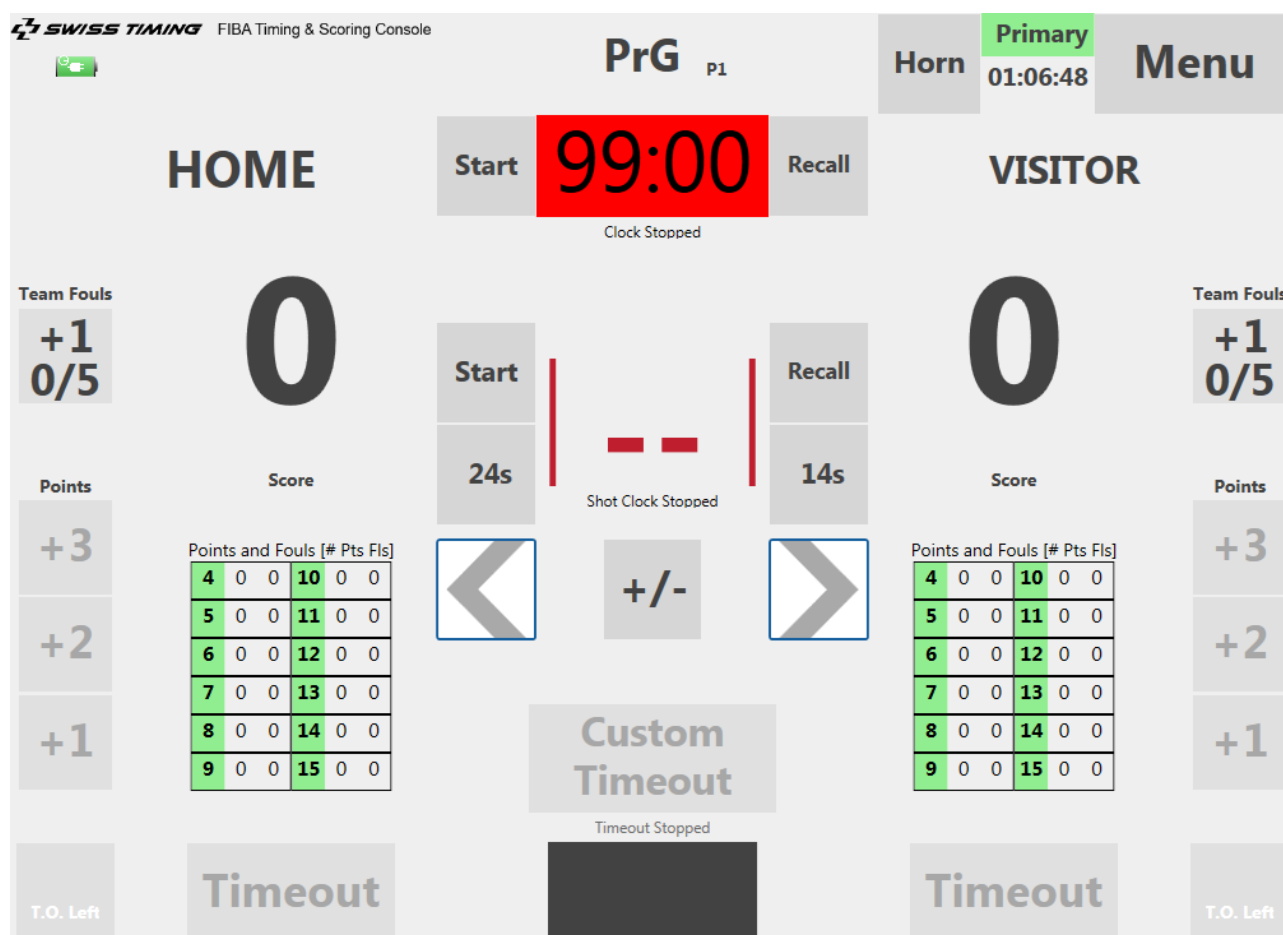 SWISS TIMING FIBA Timing & Scoring Console
PrG P1
Horn
Primary
01:06:48
Menu
HOME
Start
99:00
Recall
VISITOR
Clock Stopped
Team Fouls
+1
0/5
0
Start
Recall
0
Team Fouls
+1
0/5
24s
--
14s
Shot Clock Stopped
Score
Score
Points
+3
+2
+1
Points and Fouls [# Pts Fls]
4 0 0 10 0 0
5 0 0 11 0 0
6 0 0 12 0 0
7 0 0 13 0 0
8 0 0 14 0 0
9 0 0 15 0 0
+/-
Points and Fouls [# Pts Fls]
4 0 0 10 0 0
5 0 0 11 0 0
6 0 0 12 0 0
7 0 0 13 0 0
8 0 0 14 0 0
9 0 0 15 0 0
Points
+3
+2
+1
Custom
Timeout
Timeout Stopped
T.O. Left
Timeout
Timeout
T.O. Left